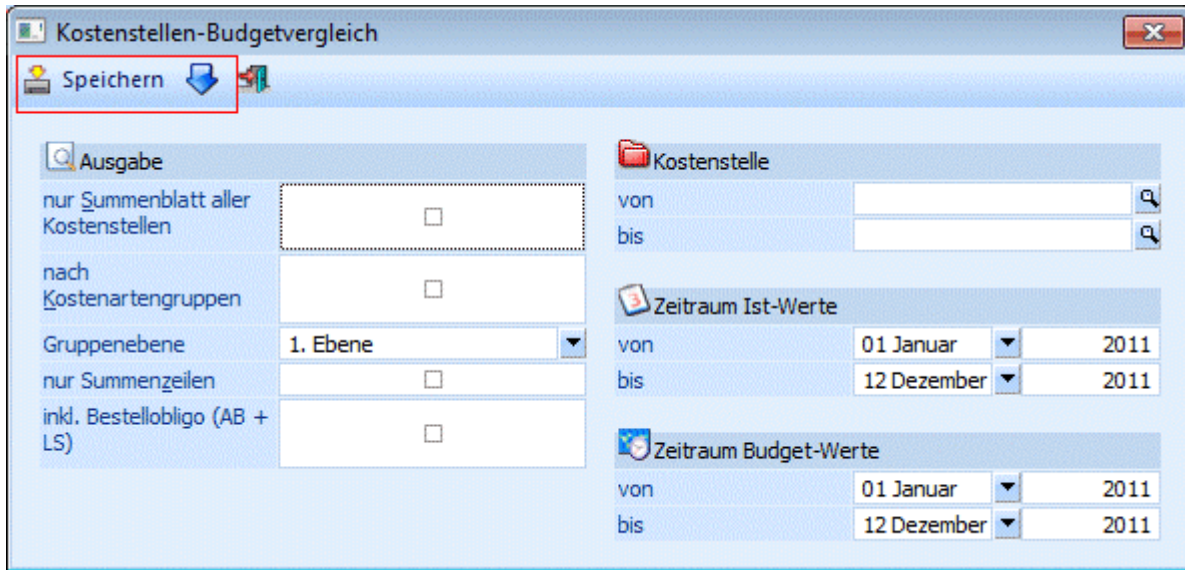 Kostenstellen-Budgetvergleich
Speichern
Ausgabe
nur Summenblatt aller
Kostenstellen
nach
Kostenartengruppen
Gruppenebene 1. Ebene
nur Summenzeilen
inkl. Bestellobligo (AB +
LS)
Kostenstelle
von
bis
Zeitraum Ist-Werte
von 01 Januar 2011
bis 12 Dezember 2011
Zeitraum Budget-Werte
von 01 Januar 2011
bis 12 Dezember 2011